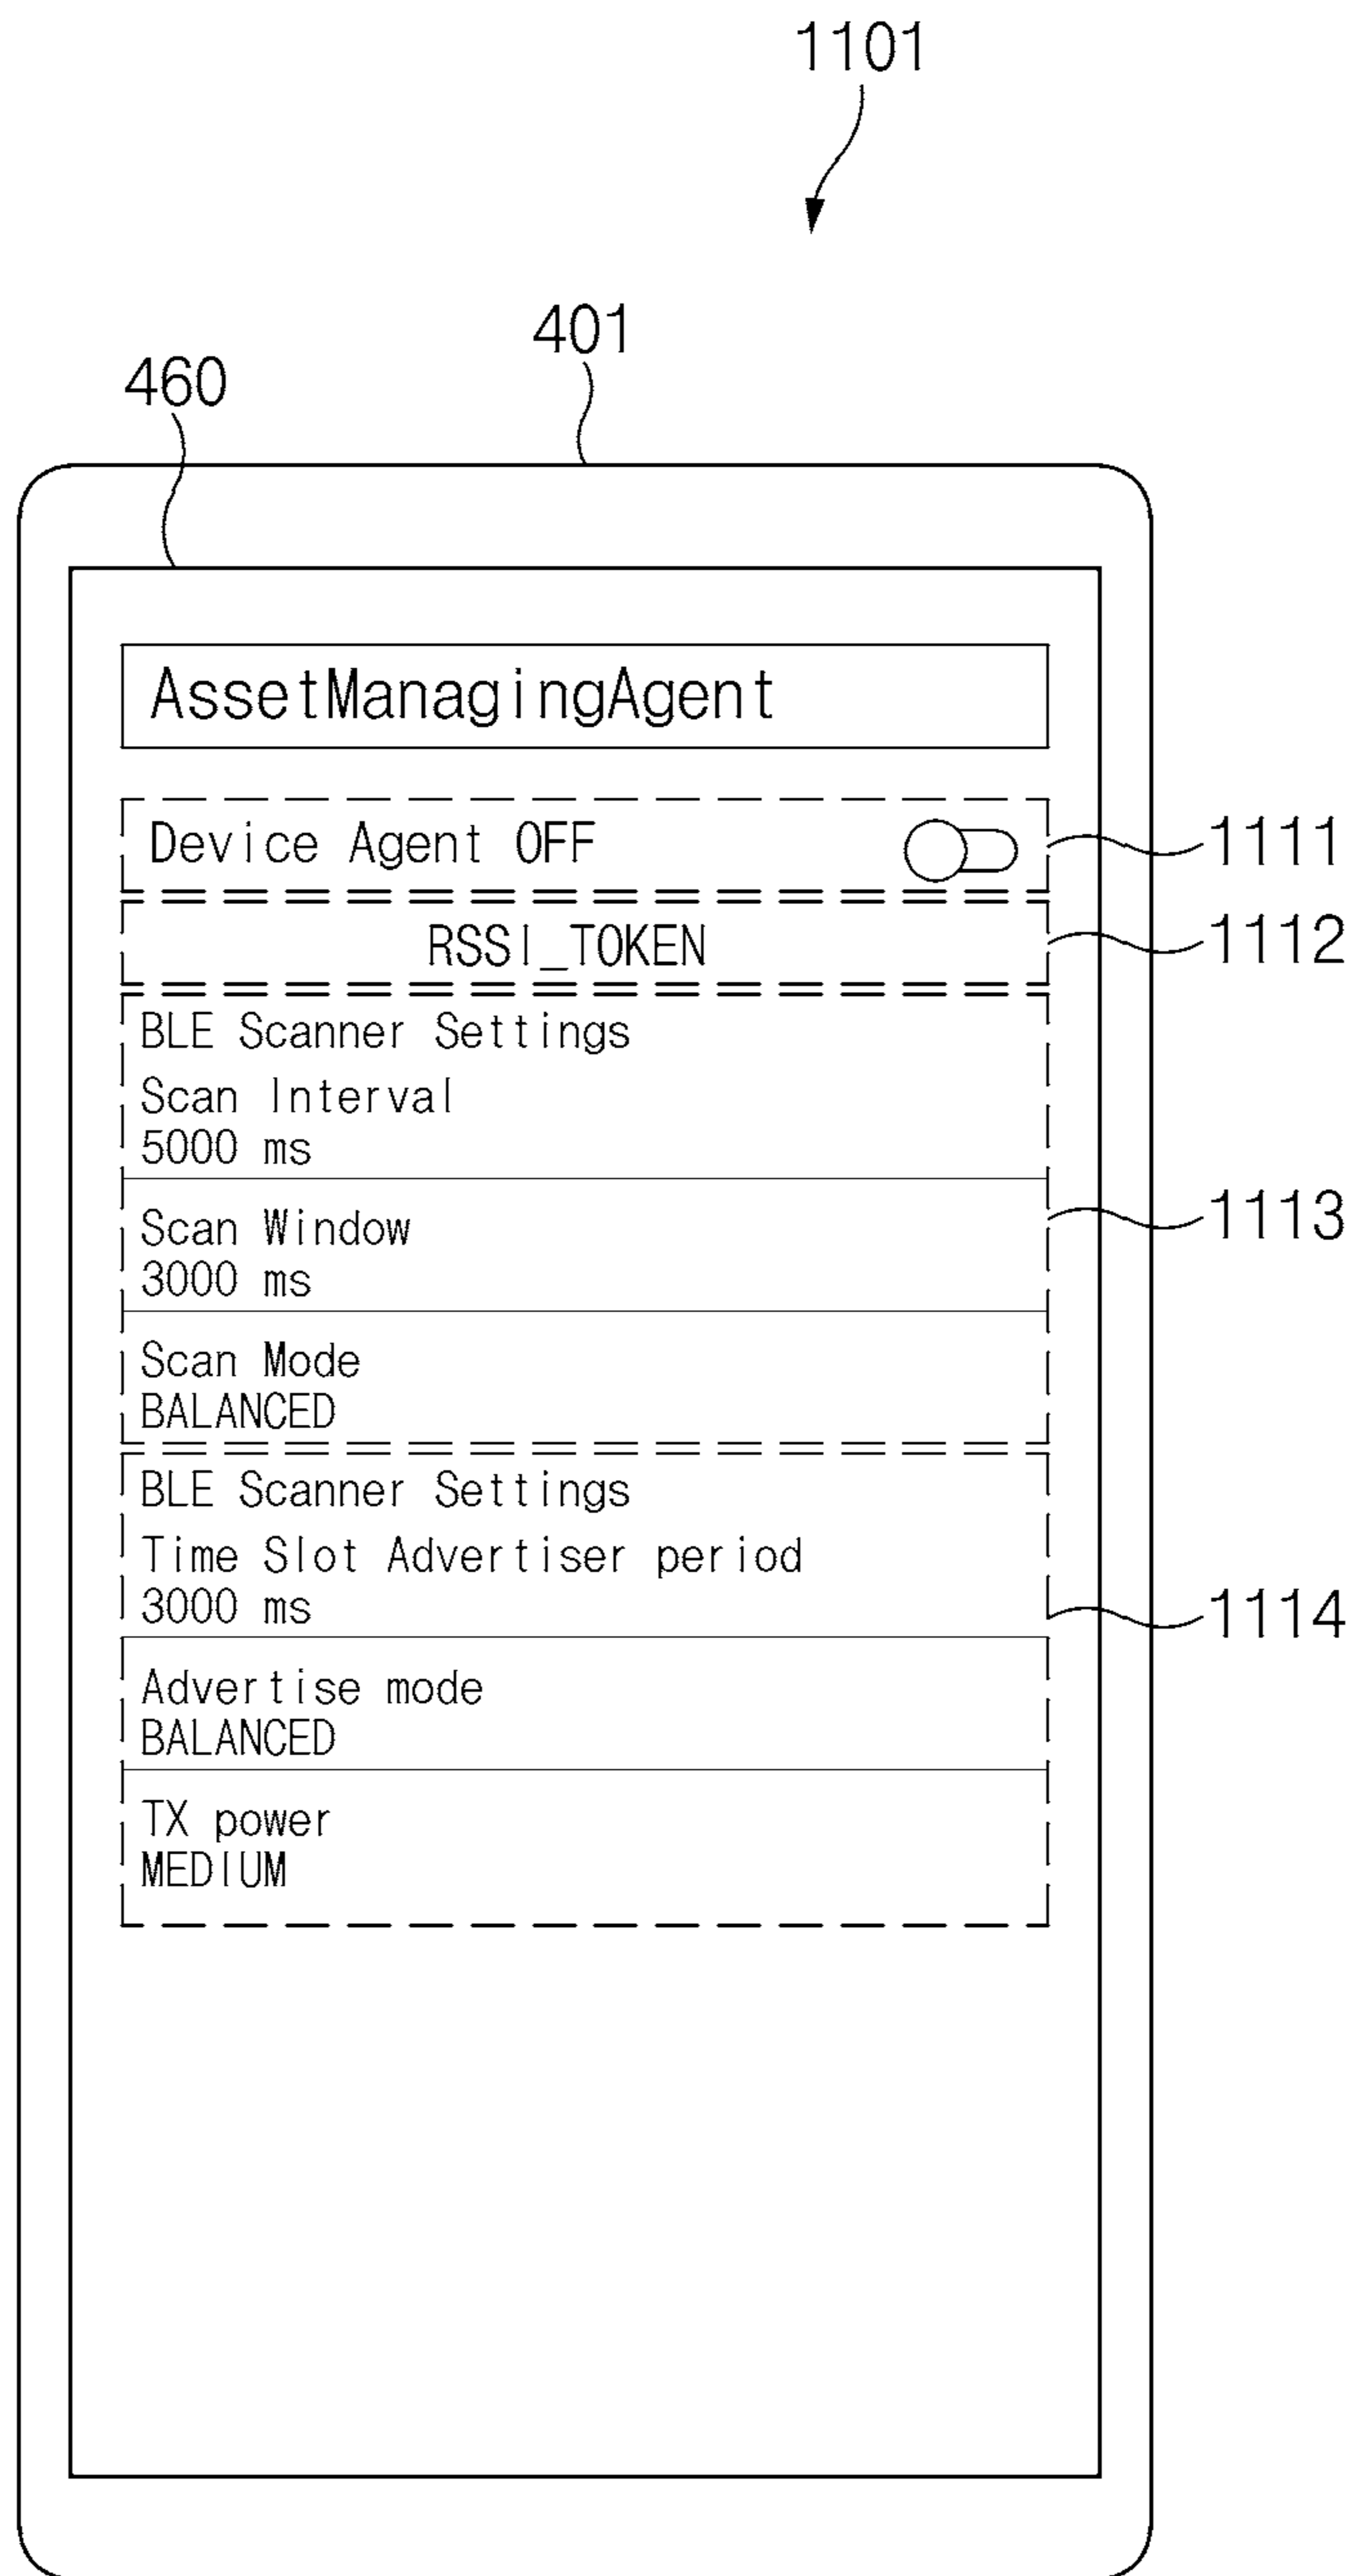 1101
401
460
AssetManagingAgent
Device Agent OFF
1111
RSSI_TOKEN
1112
BLE Scanner Settings
Scan Interval
5000 ms
1113
Scan Window
3000 ms
Scan Mode
BALANCED
BLE Scanner Settings
Time Slot Advertiser period
3000 ms
1114
Advertise mode
BALANCED
TX power
MEDIUM